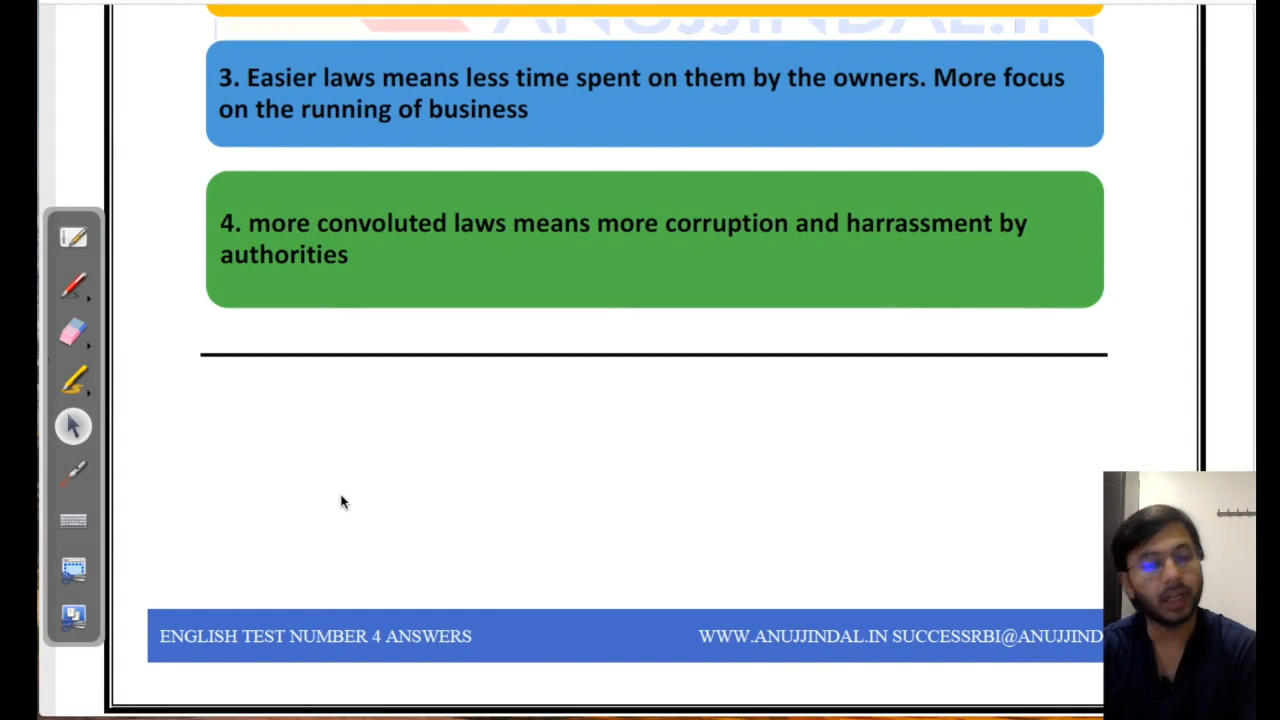 ANUJJINDAL.IN
3. Easier laws means less time spent on them by the owners. More focus
on the running of business
4. more convoluted laws means more corruption and harrassment by
authorities
ENGLISH TEST NUMBER 4 ANSWERS WWW.ANUJJINDAL.IN SUCCESSRBI@ANUJJIND